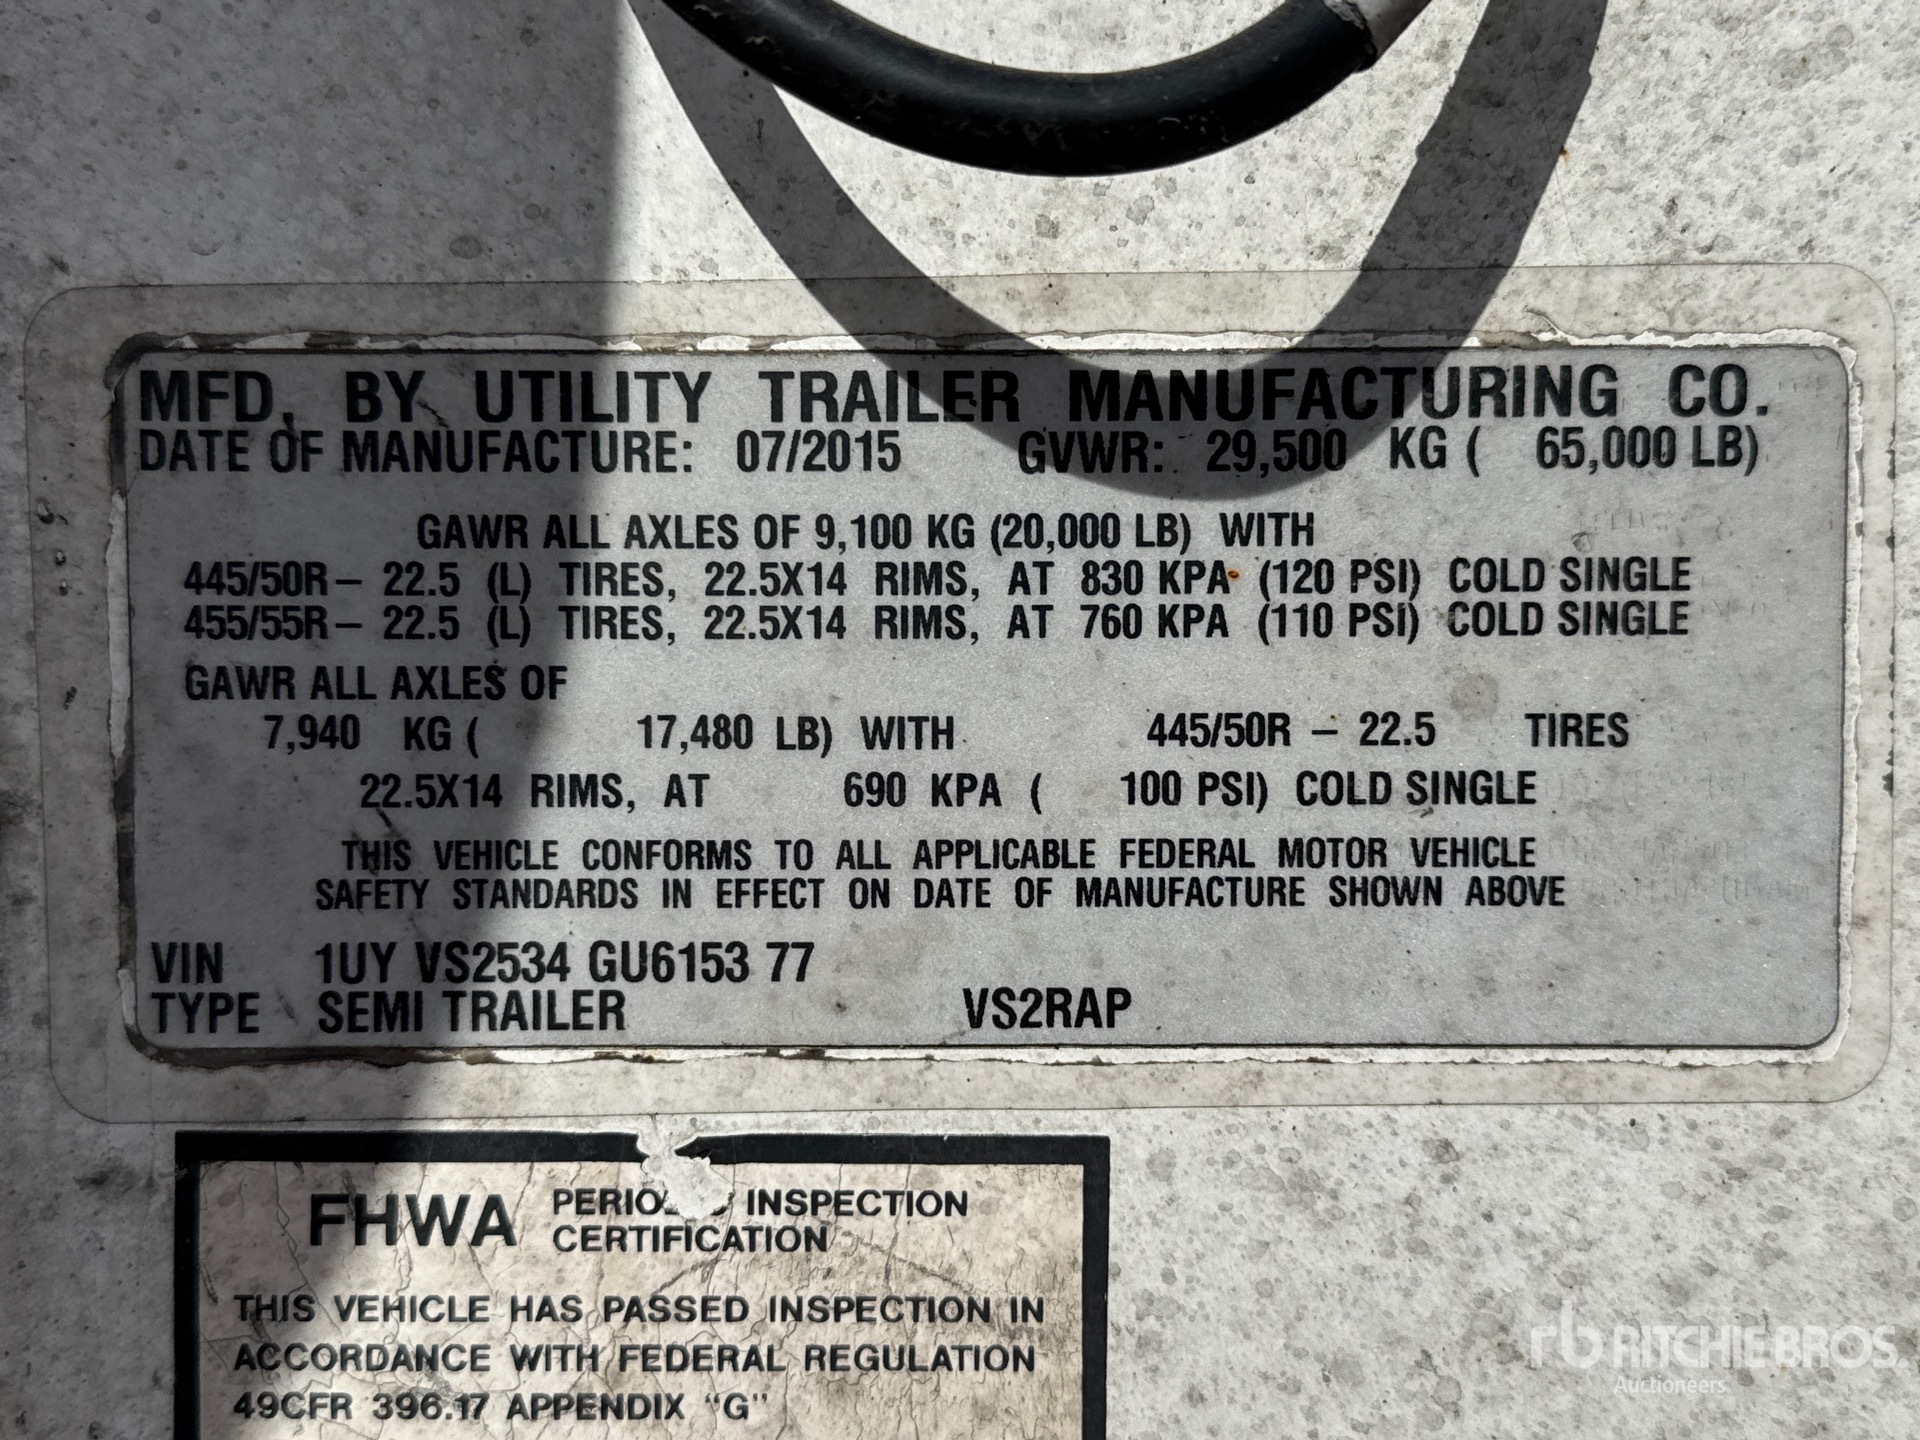 MFD. BY UTILITY TRAILER MANUFACTURING CO.
DATE OF MANUFACTURE: 07/2015 GVWR: 29,500 KG ( 65,000 LB)
GAWR ALL AXLES OF 9,100 KG (20,000 LB) WITH
445/50R – 22.5 (L) TIRES, 22.5X14 RIMS, AT 830 KPA (120 PSI) COLD SINGLE
455/55R – 22.5 (L) TIRES, 22.5X14 RIMS, AT 760 KPA (110 PSI) COLD SINGLE
GAWR ALL AXLES OF
7,940 KG ( 17,480 LB) WITH 445/50R – 22.5 TIRES
22.5X14 RIMS, AT 690 KPA ( 100 PSI) COLD SINGLE
THIS VEHICLE CONFORMS TO ALL APPLICABLE FEDERAL MOTOR VEHICLE
SAFETY STANDARDS IN EFFECT ON DATE OF MANUFACTURE SHOWN ABOVE
VIN 1UY VS2534 GU6153 77
TYPE SEMI TRAILER VS2RAP
FHWA INSPECTION
CERTIFICATION
THIS VEHICLE HAS PASSED INSPECTION IN
ACCORDANCE WITH FEDERAL REGULATION
49CFR 396.17 APPENDIX "G"
rb RITCHIE BROS.
Auctioneers